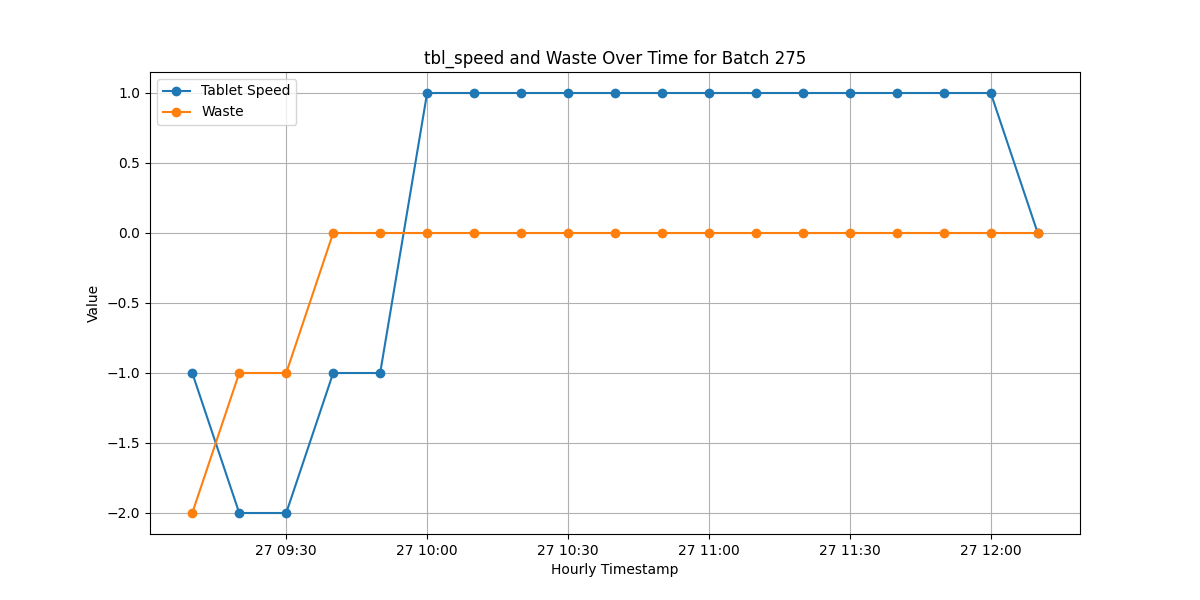 tbl_speed and Waste Over Time for Batch 275
Tablet Speed
Waste
1.0
0.5
0.0
−0.5
−1.0
−1.5
−2.0
Value
27 09:30
27 10:00
27 10:30
27 11:00
27 11:30
27 12:00
Hourly Timestamp